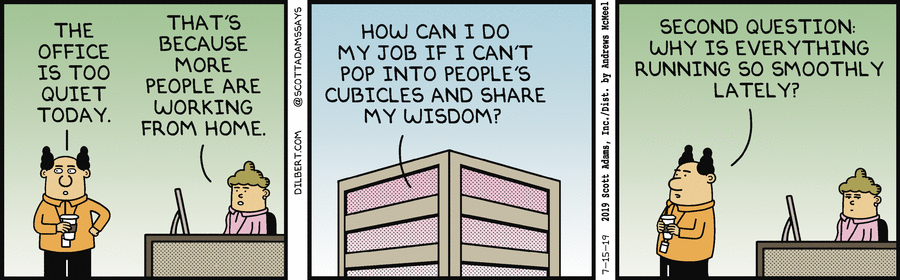 THE
OFFICE
IS TOO
QUIET
TODAY.
THAT'S
BECAUSE
MORE
PEOPLE ARE
WORKING
FROM HOME.
DILBERT.COM @SCOTTADAMSSAYS
HOW CAN I DO
MY JOB IF I CAN'T
POP INTO PEOPLE'S
CUBICLES AND SHARE
MY WISDOM?
7-15-19 2019 Scott Adams, Inc./Dist. by Andrews McMeel
SECOND QUESTION:
WHY IS EVERYTHING
RUNNING SO SMOOTHLY
LATELY?